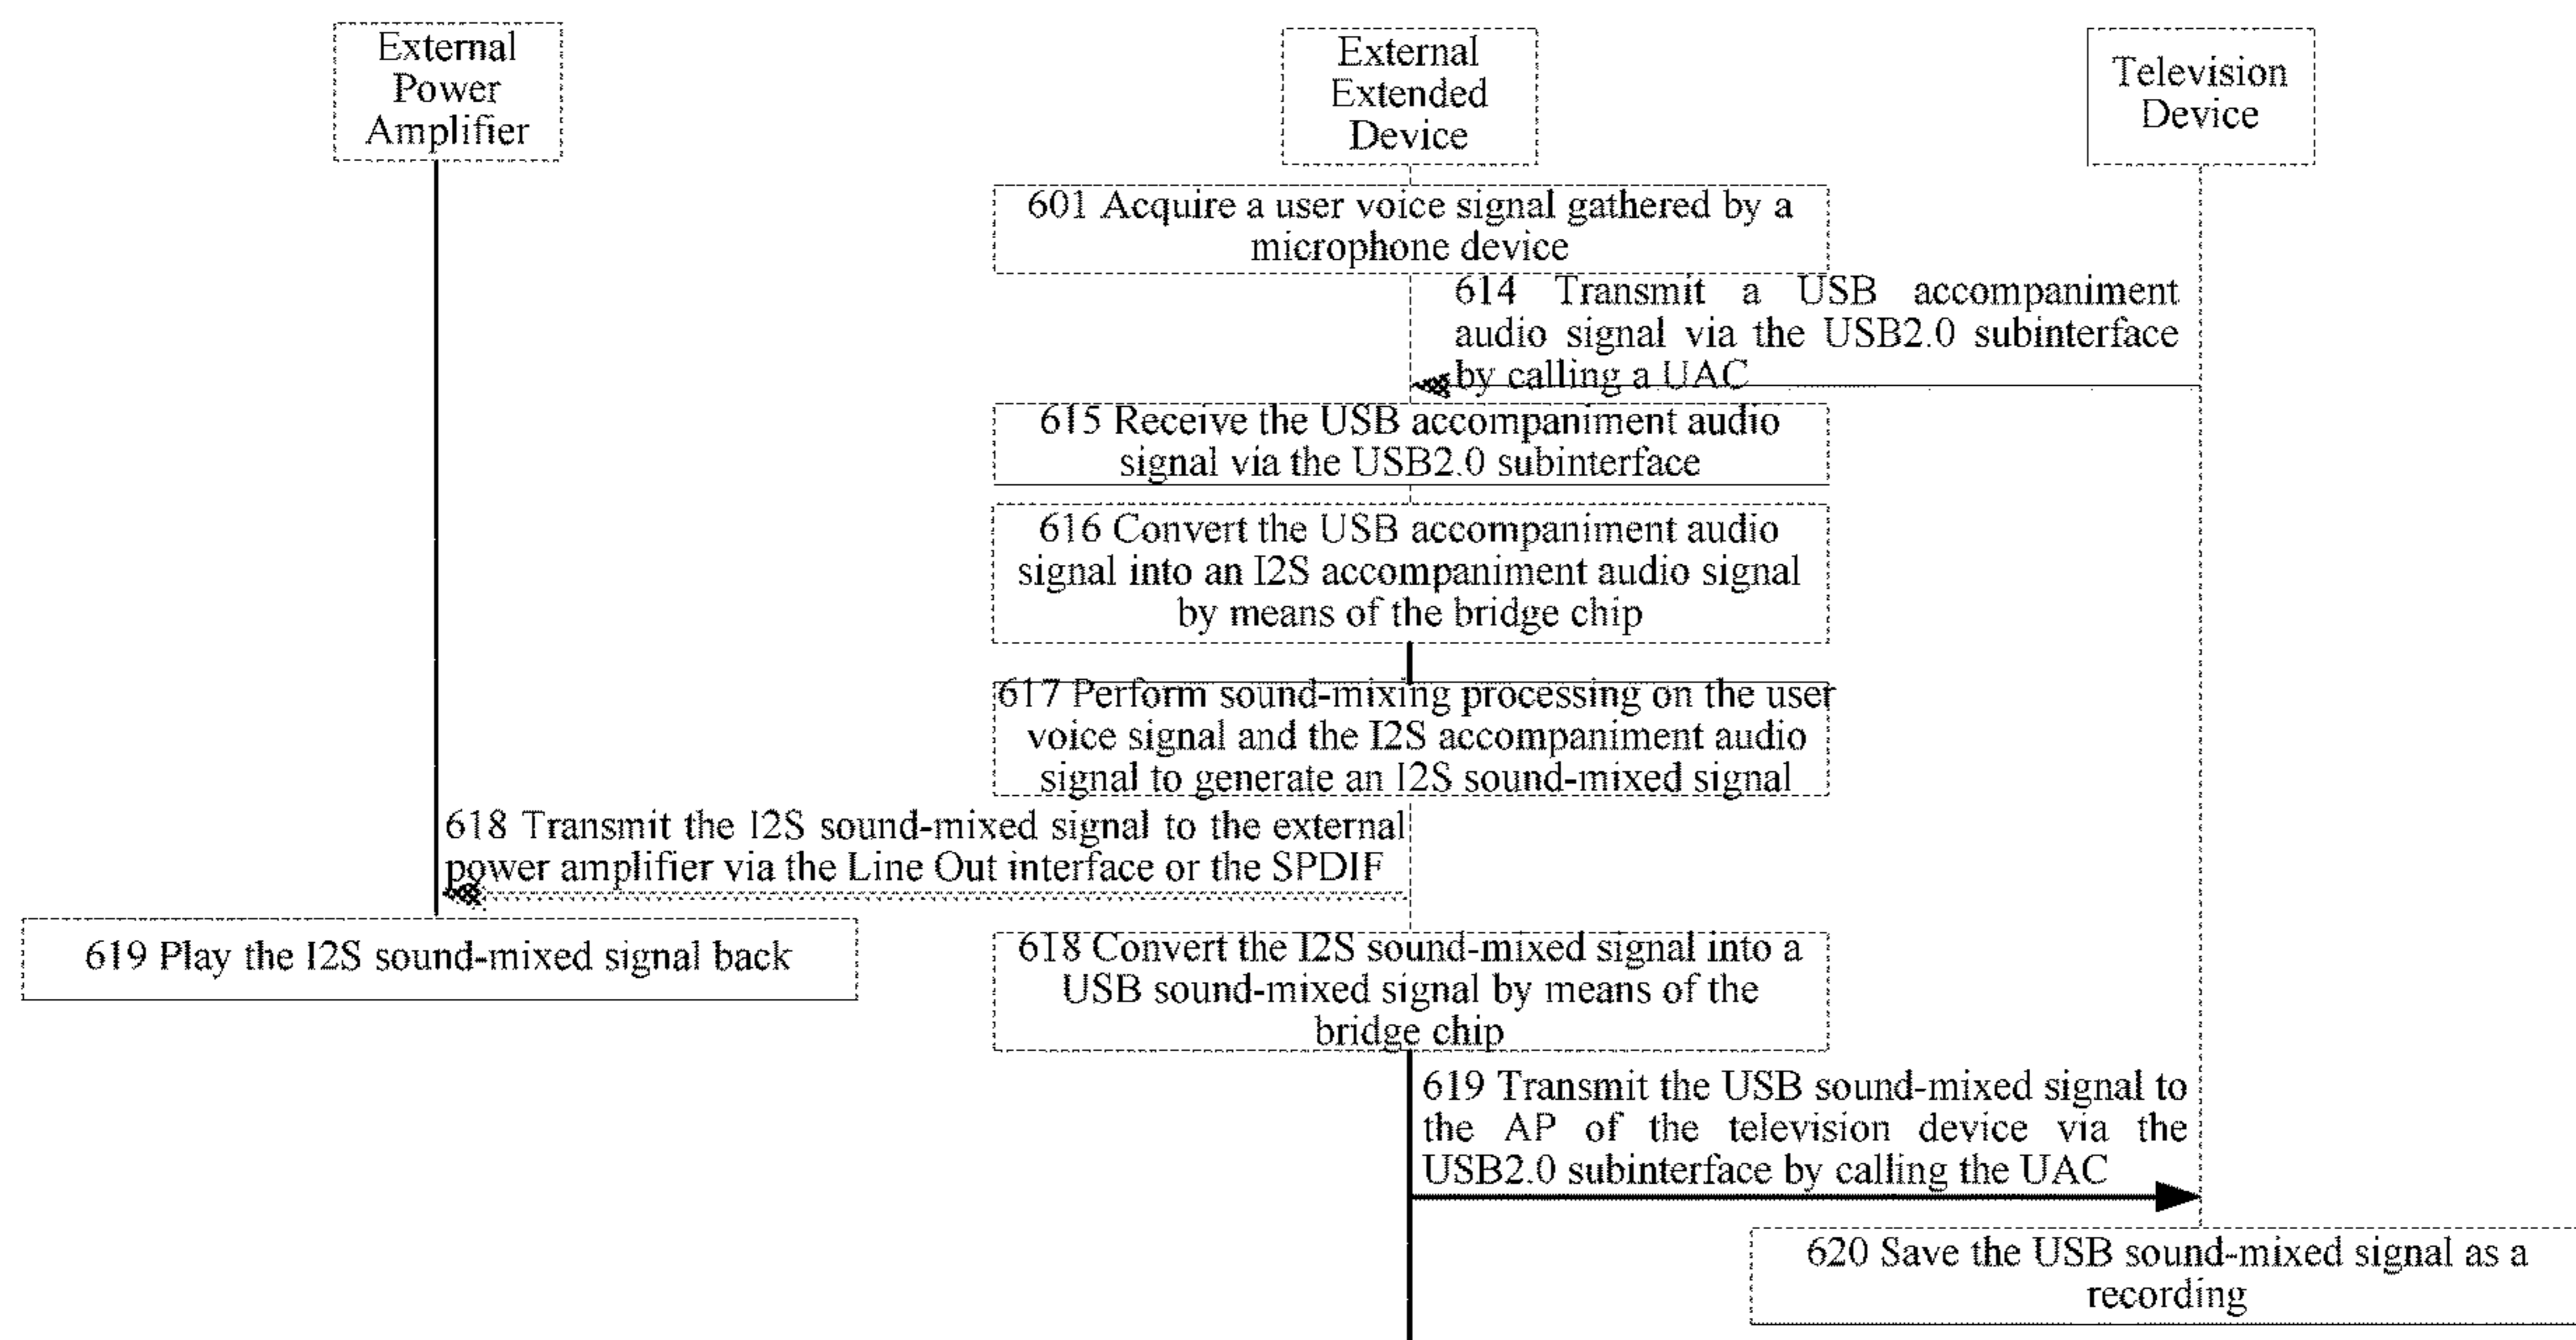 External
Power
Amplifier
External
Extended
Device
Television
Device
601 Acquire a user voice signal gathered by a
microphone device
614 Transmit a USB accompaniment
audio signal via the USB2.0 subinterface
by calling a UAC
615 Receive the USB accompaniment audio
signal via the USB2.0 subinterface
616 Convert the USB accompaniment audio
signal into an I2S accompaniment audio signal
by means of the bridge chip
617 Perform sound-mixing processing on the user
voice signal and the I2S accompaniment audio
signal to generate an I2S sound-mixed signal
618 Transmit the I2S sound-mixed signal to the external
power amplifier via the Line Out interface or the SPDIF
619 Play the I2S sound-mixed signal back
618 Convert the I2S sound-mixed signal into a
USB sound-mixed signal by means of the
bridge chip
619 Transmit the USB sound-mixed signal to
the AP of the television device via the
USB2.0 subinterface by calling the UAC
620 Save the USB sound-mixed signal as a
recording